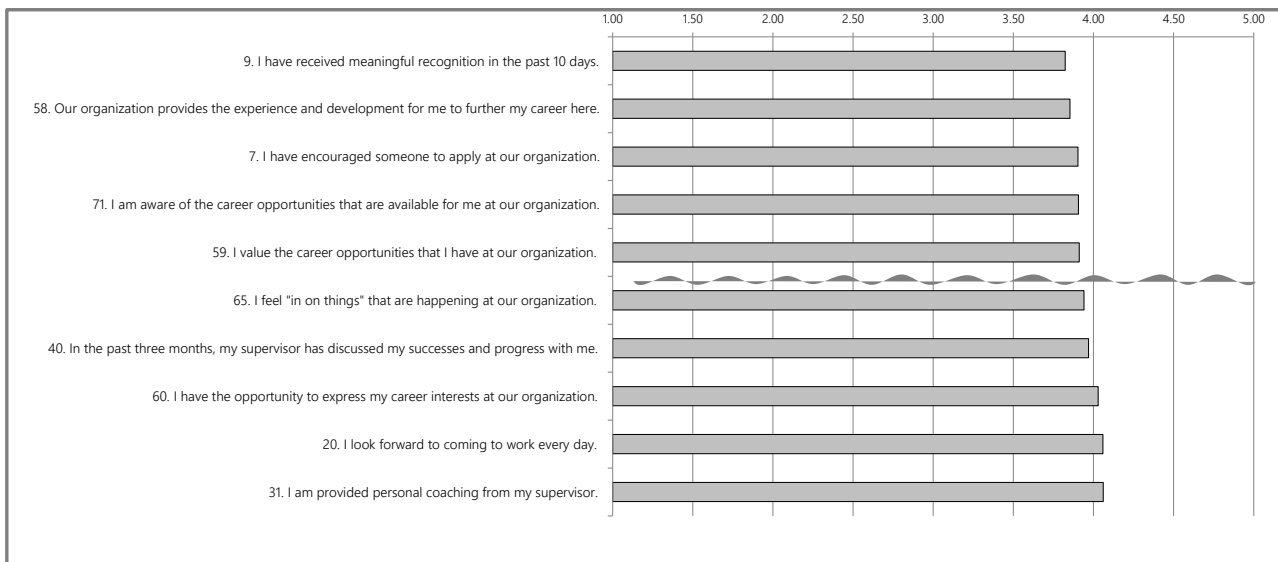 1.00 1.50 2.00 2.50 3.00 3.50 4.00 4.50 5.00
9. I have received meaningful recognition in the past 10 days.
58. Our organization provides the experience and development for me to further my career here.
7. I have encouraged someone to apply at our organization.
71. I am aware of the career opportunities that are available for me at our organization.
59. I value the career opportunities that I have at our organization.
65. I feel "in on things" that are happening at our organization.
40. In the past three months, my supervisor has discussed my successes and progress with me.
60. I have the opportunity to express my career interests at our organization.
20. I look forward to coming to work every day.
31. I am provided personal coaching from my supervisor.